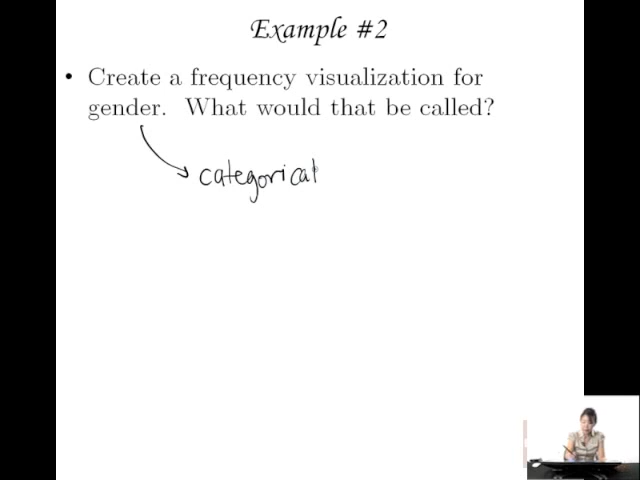 Example #2
• Create a frequency visualization for
gender. What would that be called?
categorical